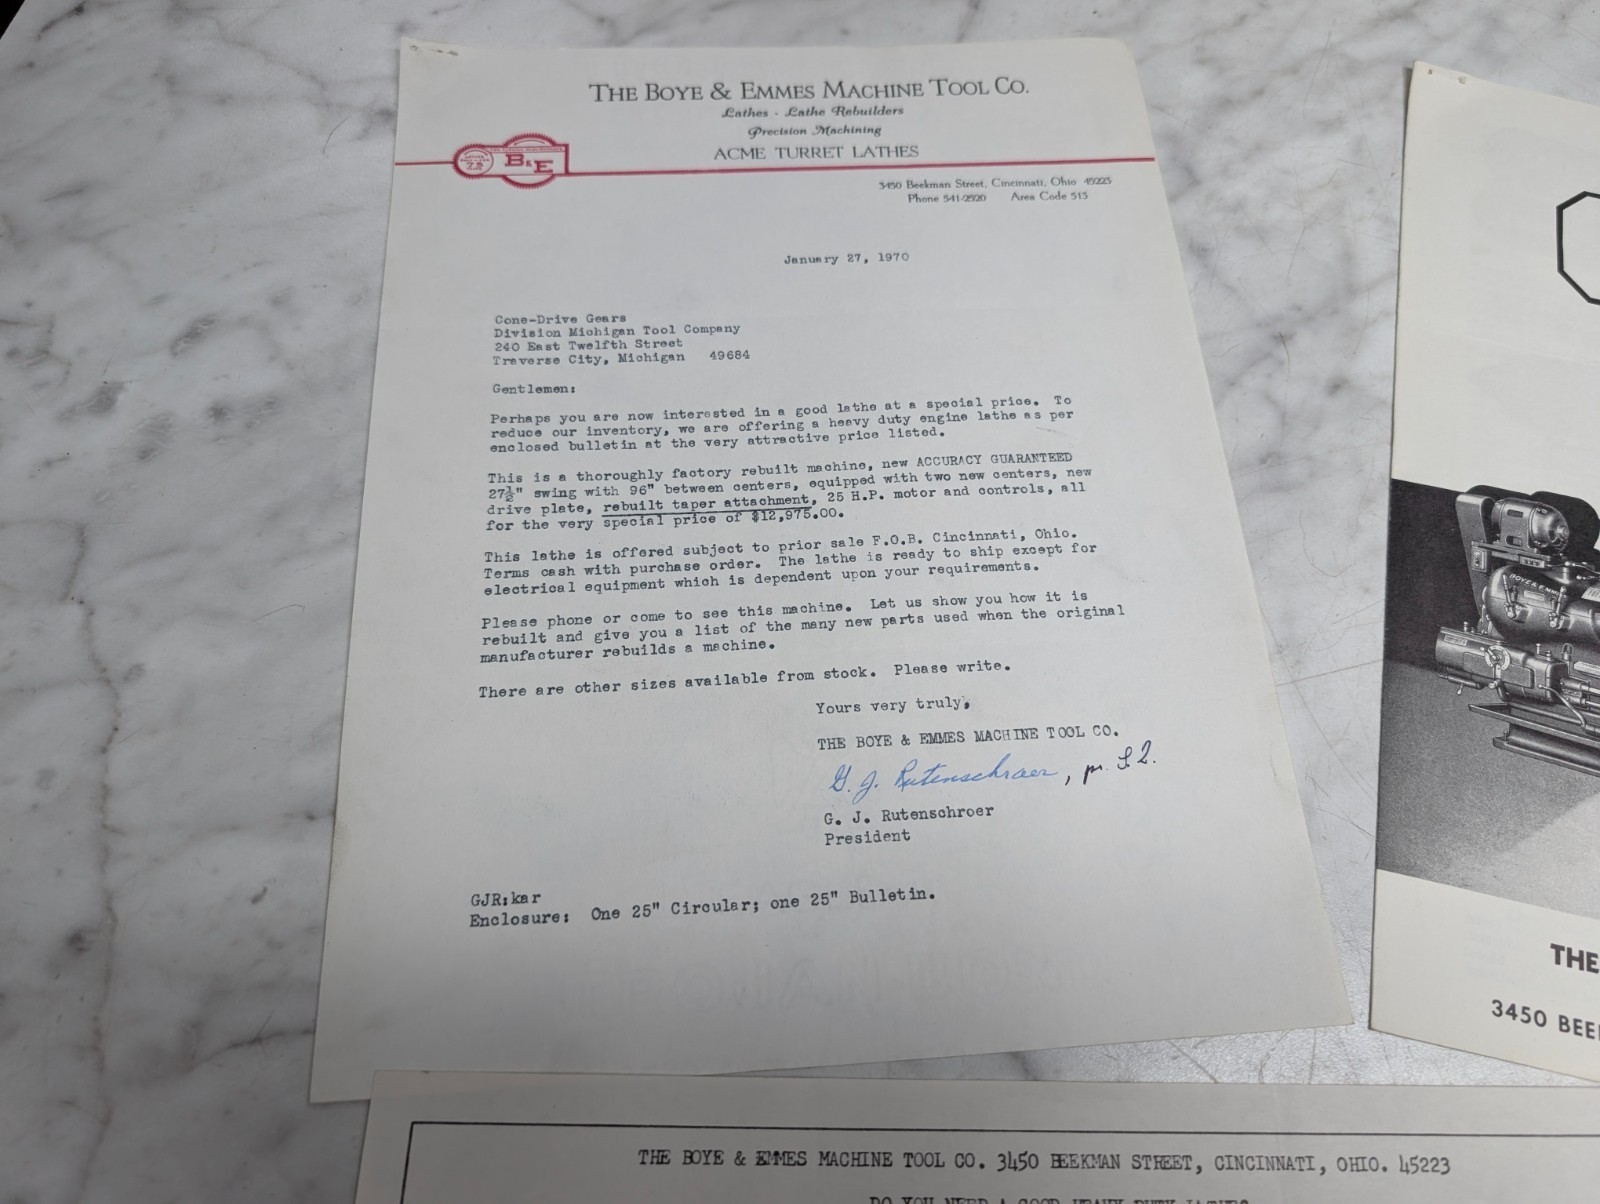 THE BOYE & EMMES MACHINE TOOL CO.
Lathes - Lathe Rebuilders
Precision Machining
ACME TURRET LATHES
75
B&E
3450 Beekman Street, Cincinnati, Ohio 45223
Phone 541-2520 Area Code 513
January 27, 1970
Cone-Drive Gears
Division Michigan Tool Company
240 East Twelfth Street
Traverse City, Michigan 49684
Gentlemen:
Perhaps you are now interested in a good lathe at a special price. To
reduce our inventory, we are offering a heavy duty engine lathe as per
enclosed bulletin at the very attractive price listed.
This is a thoroughly factory rebuilt machine, new ACCURACY GUARANTEED
27½" swing with 96" between centers, equipped with two new centers, new
drive plate, rebuilt taper attachment, 25 H.P. motor and controls, all
for the very special price of $12,975.00.
This lathe is offered subject to prior sale F.O.B. Cincinnati, Ohio.
Terms cash with purchase order. The lathe is ready to ship except for
electrical equipment which is dependent upon your requirements.
Please phone or come to see this machine. Let us show you how it is
rebuilt and give you a list of the many new parts used when the original
manufacturer rebuilds a machine.
There are other sizes available from stock. Please write.
Yours very truly,
THE BOYE & EMMES MACHINE TOOL CO.
G. J. Rutenschroer, pr.
G. J. Rutenschroer
President
GJR:kar
Enclosure: One 25" Circular; one 25" Bulletin.
BOYE & EMMES
THE
3450 BEE
THE BOYE & EMMES MACHINE TOOL CO. 3450 BEEKMAN STREET, CINCINNATI, OHIO. 45223
DO YOU NEED A GOOD HEAVY DUTY LATHE?